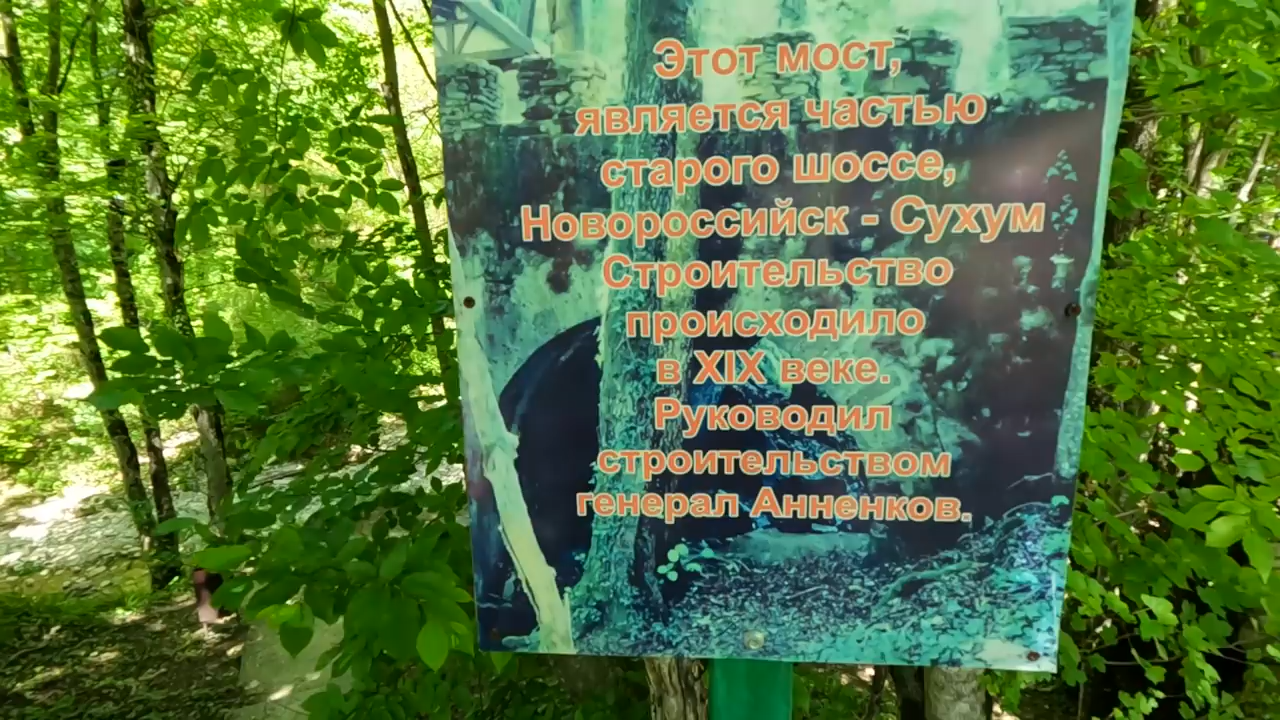 Этот мост,
является частью
старого шоссе,
Новороссийск - Сухум
Строительство
происходило
в XIX веке.
Руководил
строительством
генерал Анненков.